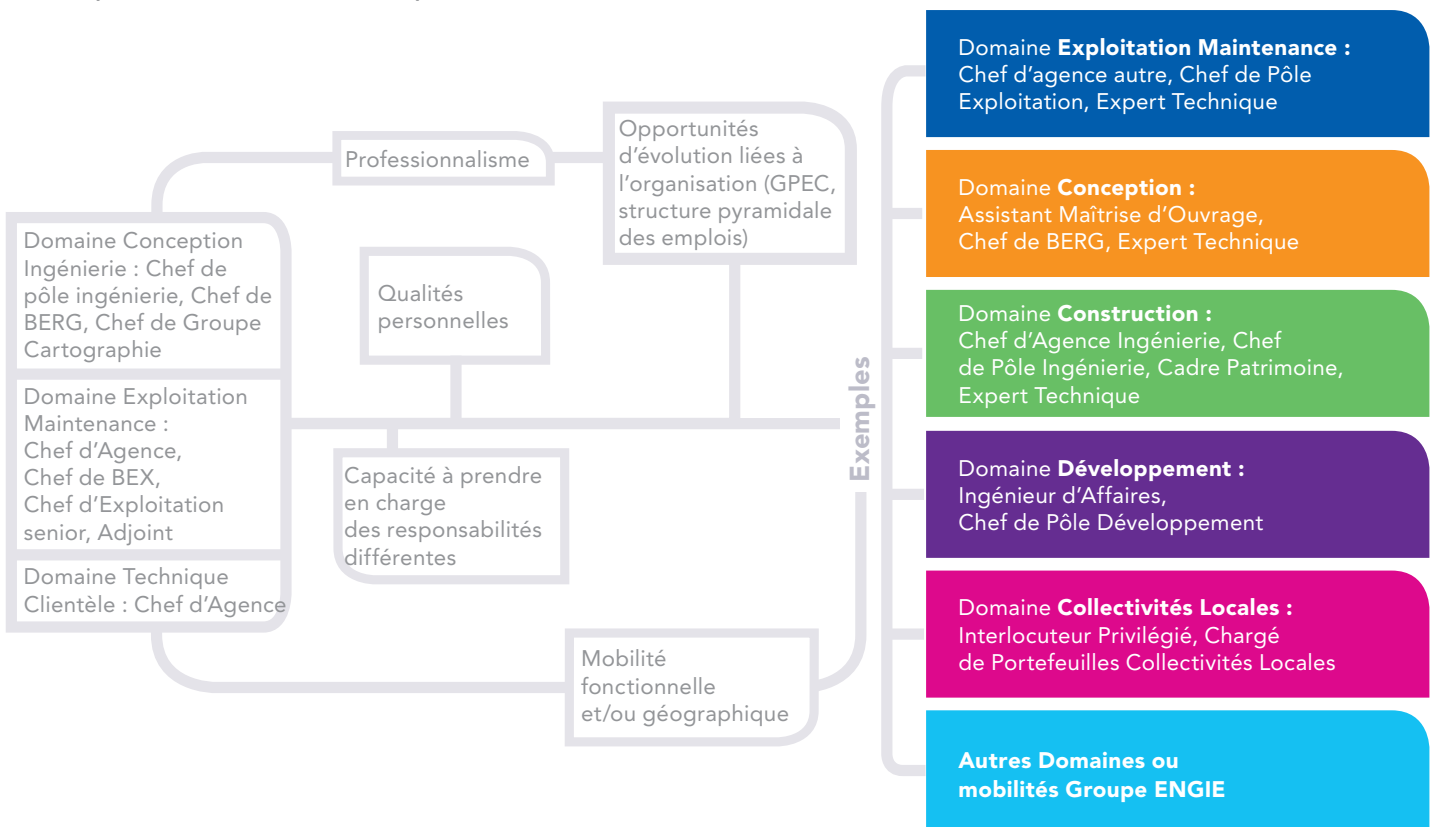 Domaine Conception
Ingénierie : Chef de
pôle ingénierie, Chef de
BERG, Chef de Groupe
Cartographie
Domaine Exploitation
Maintenance :
Chef d'Agence,
Chef de BEX,
Chef d'Exploitation
senior, Adjoint
Domaine Technique
Clientèle : Chef d'Agence
Professionnalisme
Opportunités
d'évolution liées à
l'organisation (GPEC,
structure pyramidale
des emplois)
Qualités
personnelles
Capacité à prendre
en charge
des responsabilités
différentes
Mobilité
fonctionnelle
et/ou géographique
Exemples
Domaine Exploitation Maintenance :
Chef d'agence autre, Chef de Pôle
Exploitation, Expert Technique
Domaine Conception :
Assistant Maîtrise d'Ouvrage,
Chef de BERG, Expert Technique
Domaine Construction :
Chef d'Agence Ingénierie, Chef
de Pôle Ingénierie, Cadre Patrimoine,
Expert Technique
Domaine Développement :
Ingénieur d'Affaires,
Chef de Pôle Développement
Domaine Collectivités Locales :
Interlocuteur Privilégié, Chargé
de Portefeuilles Collectivités Locales
Autres Domaines ou
mobilités Groupe ENGIE